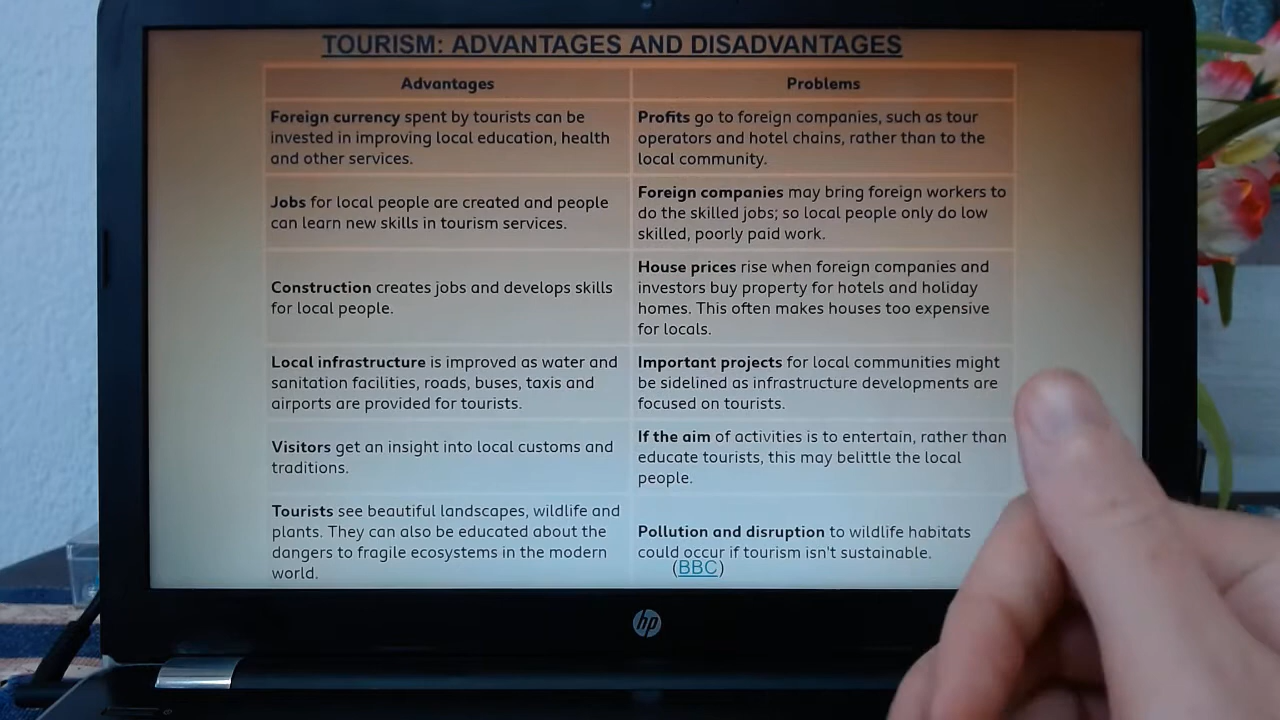 TOURISM: ADVANTAGES AND DISADVANTAGES
Advantages
Problems
Foreign currency spent by tourists can be
invested in improving local education, health
and other services.
Profits go to foreign companies, such as tour
operators and hotel chains, rather than to the
local community.
Jobs for local people are created and people
can learn new skills in tourism services.
Foreign companies may bring foreign workers to
do the skilled jobs; so local people only do low
skilled, poorly paid work.
Construction creates jobs and develops skills
for local people.
House prices rise when foreign companies and
investors buy property for hotels and holiday
homes. This often makes houses too expensive
for locals.
Local infrastructure is improved as water and
sanitation facilities, roads, buses, taxis and
airports are provided for tourists.
Important projects for local communities might
be sidelined as infrastructure developments are
focused on tourists.
Visitors get an insight into local customs and
traditions.
If the aim of activities is to entertain, rather than
educate tourists, this may belittle the local
people.
Tourists see beautiful landscapes, wildlife and
plants. They can also be educated about the
dangers to fragile ecosystems in the modern
world.
Pollution and disruption to wildlife habitats
could occur if tourism isn't sustainable.
(BBC)
hp